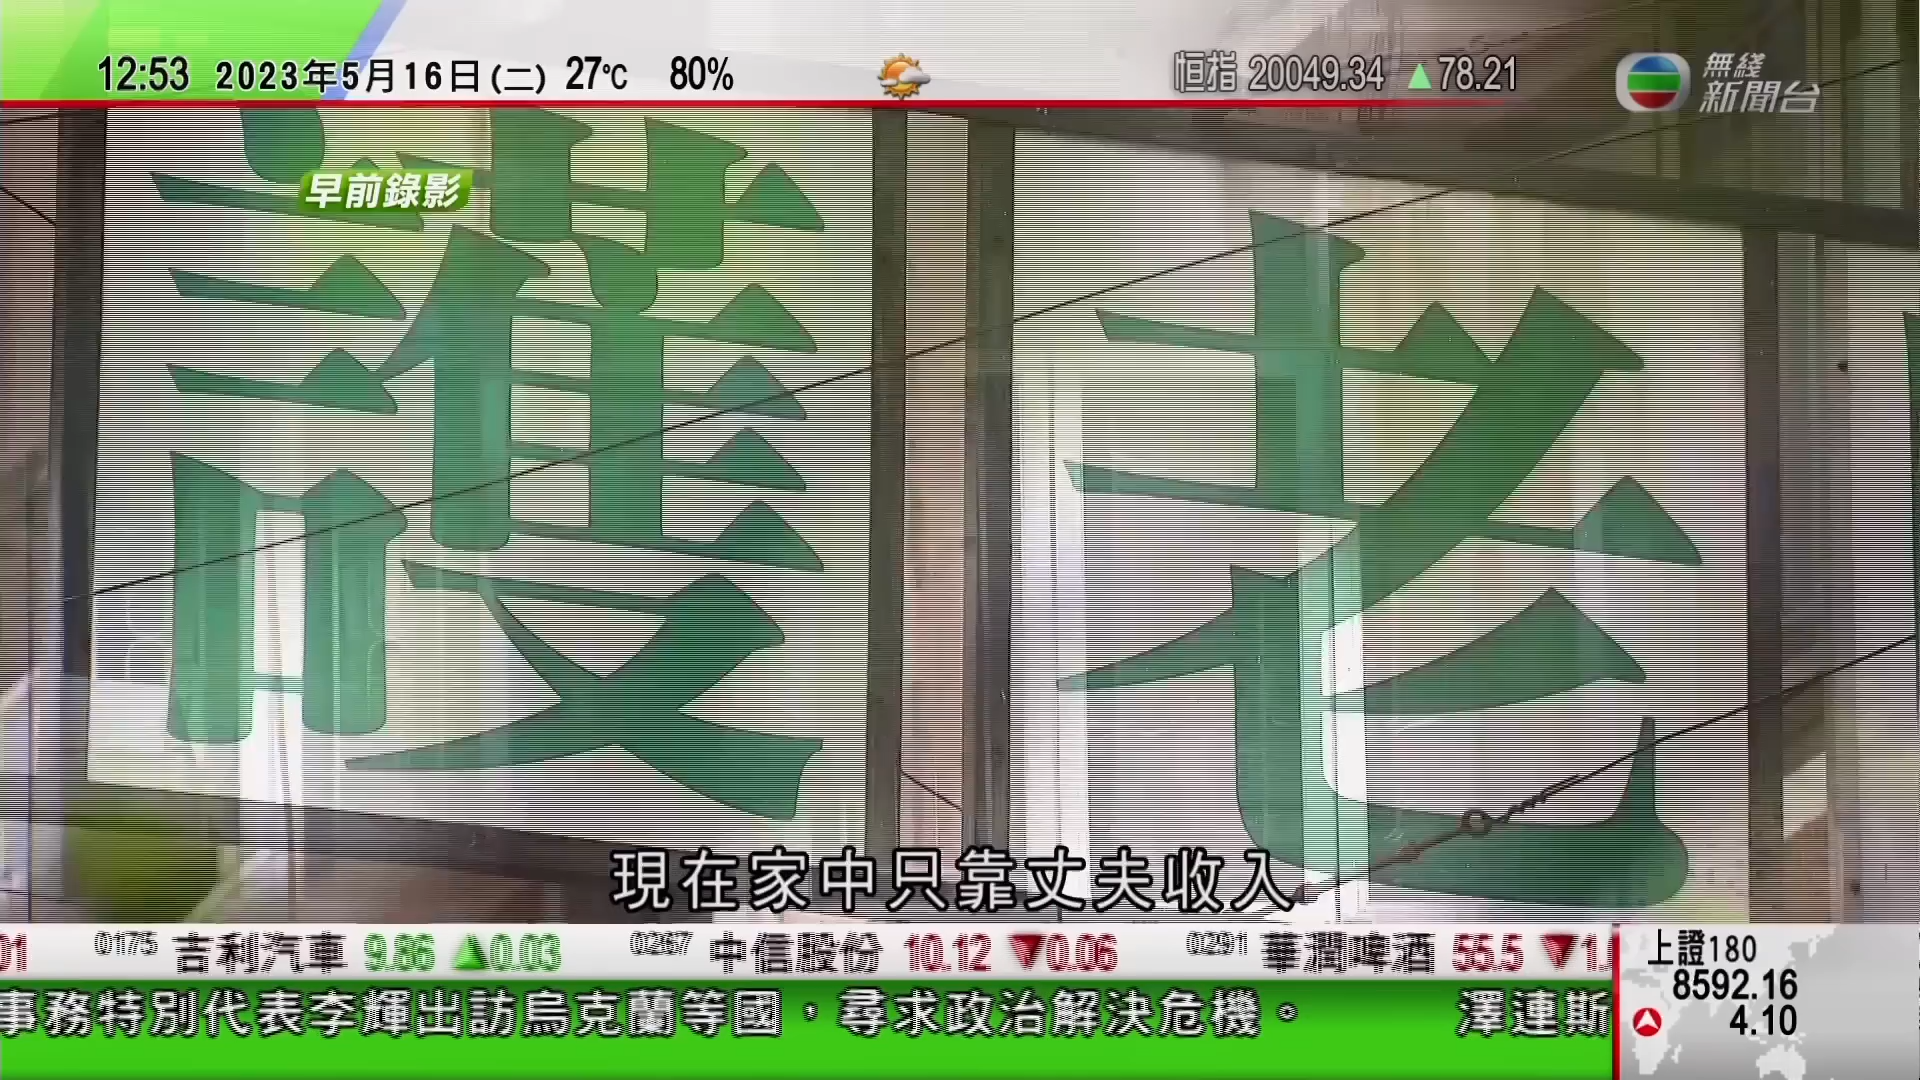 12:53 2023年5月16日(二) 27℃ 80% 恒指 20049.34 ▲78.21
無綫
新聞台
早前錄影
護老
現在家中只靠丈夫收入
01 0175 吉利汽車 9.86 ▲0.03 0267 中信股份 10.12 ▼0.06 0291 華潤啤酒 55.5 ▼1.
上證180
8592.16
4.10
事務特別代表李輝出訪烏克蘭等國，尋求政治解決危機。 澤連斯